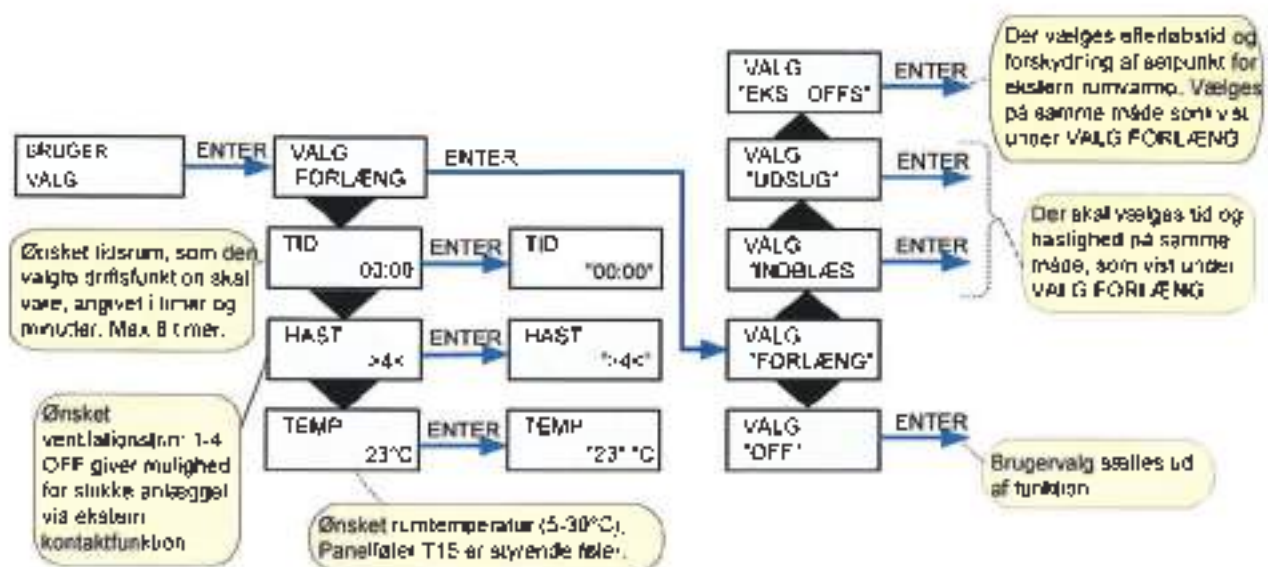 BRUGER
VALG
ENTER
VALG
FORLÆNG
ENTER
TID
00:00
ENTER
TID
"00:00"
HAST
>4<
ENTER
HAST
">4<"
TEMP
23°C
ENTER
TEMP
"23" °C
VALG
"EKS OFFS"
ENTER
VALG
"UDSUG"
ENTER
VALG
"INDBLÆS
ENTER
VALG
"FORLÆNG"
VALG
"OFF"
ENTER
Ønsket tidsrum, som den
valgte driftsfunktion skal
vare, angivet i timer og
minutter. Max 8 timer.
Ønsket
ventilationstrin: 1-4
OFF giver mulighed
for stukke anlægget
via ekstern
kontaktfunktion
Ønsket rumtemperatur (5-30°C).
Panelføler T15 er styrende føler.
Der vælges efterløbstid og
forskydning af setpunkt for
ekstern rumvarme. Vælges
på samme måde som vist
under VALG FORLÆNG
Der skal vælges tid og
hastighed på samme
måde, som vist under
VALG FORLÆNG
Brugervalg sættes ud
af funktion